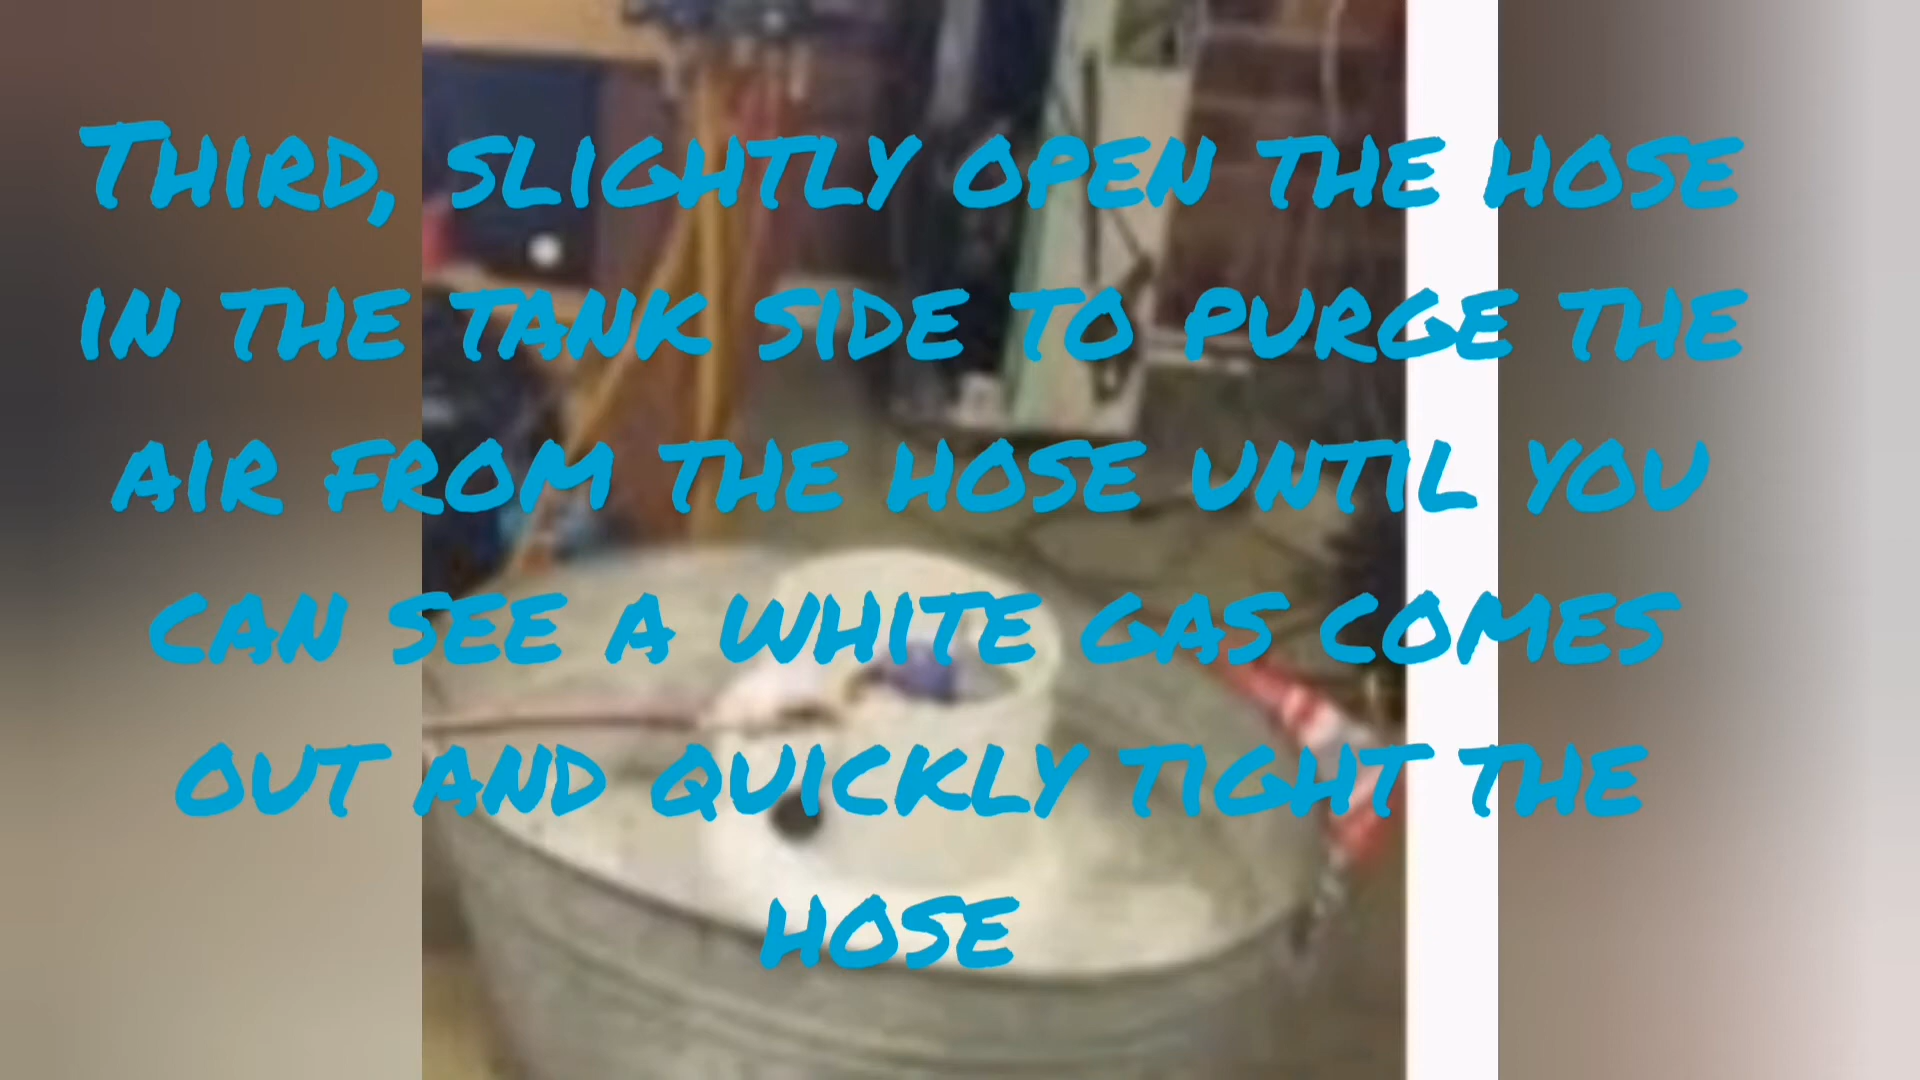 Third, slightly open the hose
in the tank side to purge the
air from the hose until you
can see a white gas comes
out and quickly tight the
hose